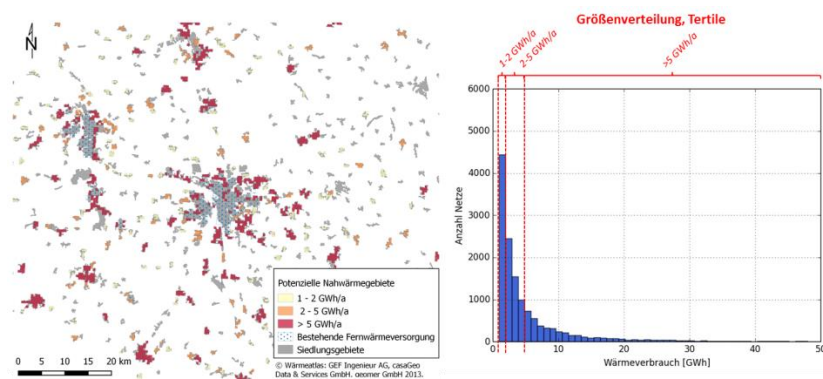 N
Potenzielle Nahwärmegebiete
1 - 2 GWh/a
2 - 5 GWh/a
> 5 GWh/a
Bestehende Fernwärmeversorgung
Siedlungsgebiete
0 5 10 15 20 km
© Wärmeatlas: GEF Ingenieur AG, casaGeo
Data & Services GmbH, geomer GmbH 2013,
Größenverteilung, Tertile
1-2 GWh/a
2-5 GWh/a
>5 GWh/a
6000
5000
4000
3000
2000
1000
0
Anzahl Netze
0 10 20 30 40 50
Wärmeverbrauch [GWh]